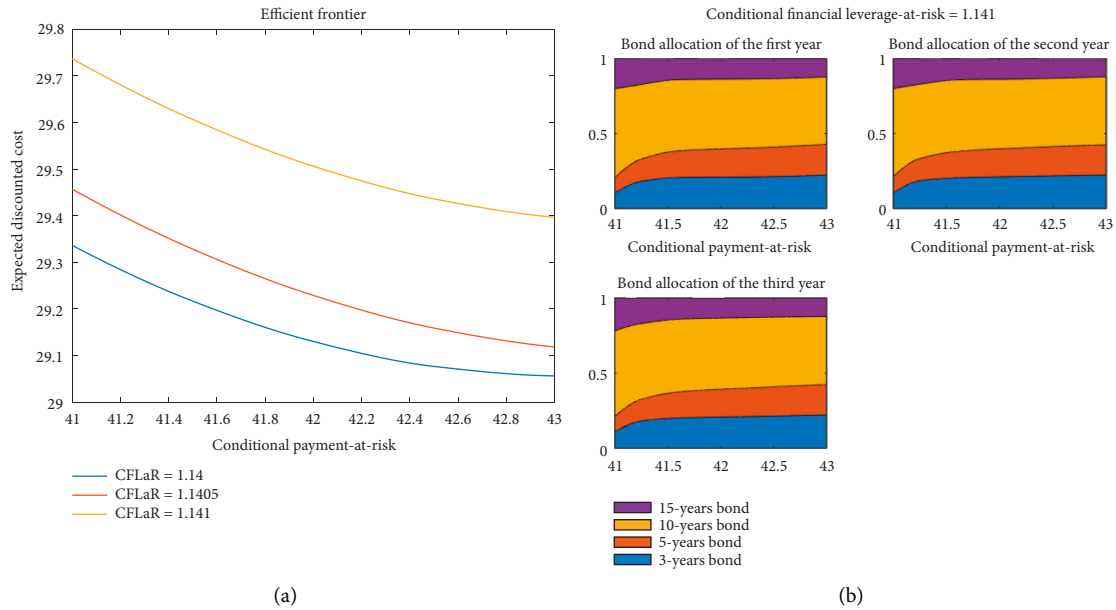 Efficient frontier
29.8
29.7
29.6
29.5
29.4
29.3
29.2
29.1
29
Expected discounted cost
41 41.2 41.4 41.6 41.8 42 42.2 42.4 42.6 42.8 43
Conditional payment-at-risk
CFLaR = 1.14
CFLaR = 1.1405
CFLaR = 1.141
(a)
Conditional financial leverage-at-risk = 1.141
Bond allocation of the first year
1
0.5
0
41 41.5 42 42.5 43
Conditional payment-at-risk
Bond allocation of the second year
1
0.5
0
41 41.5 42 42.5 43
Conditional payment-at-risk
Bond allocation of the third year
1
0.5
0
41 41.5 42 42.5 43
15-years bond
10-years bond
5-years bond
3-years bond
(b)